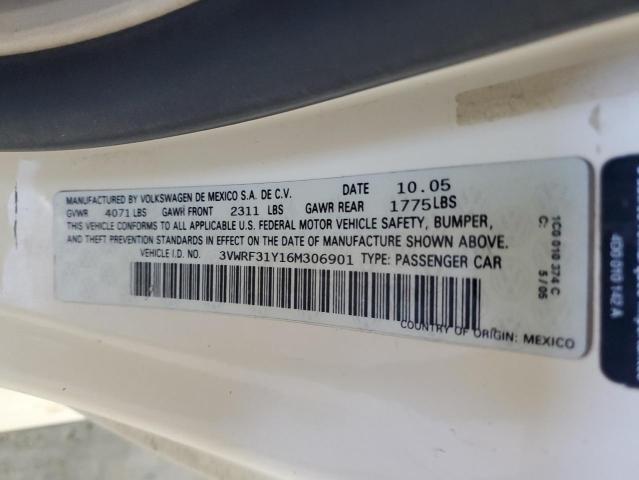 MANUFACTURED BY VOLKSWAGEN DE MEXICO S.A. DE C.V. DATE 10.05
GVWR 4071 LBS GAWR FRONT 2311 LBS GAWR REAR 1775LBS
THIS VEHICLE CONFORMS TO ALL APPLICABLE U.S. FEDERAL MOTOR VEHICLE SAFETY, BUMPER,
AND THEFT PREVENTION STANDARDS IN EFFECT ON THE DATE OF MANUFACTURE SHOWN ABOVE.
VEHICLE I.D. NO. 3VWRF31Y16M306901 TYPE: PASSENGER CAR
COUNTRY OF ORIGIN: MEXICO
1C0 010 374 C
C: 5/05
4D0 010 142 A